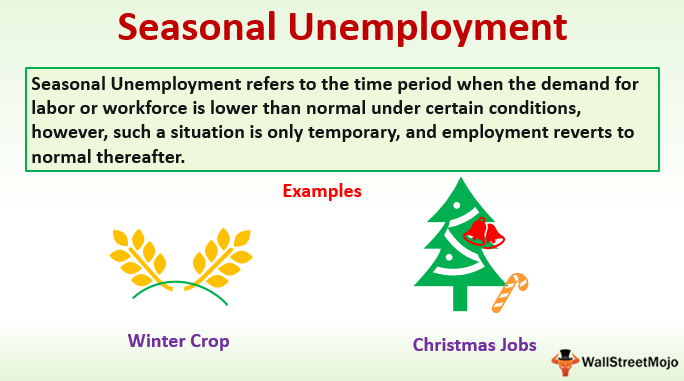 Seasonal Unemployment
Seasonal Unemployment refers to the time period when the demand for
labor or workforce is lower than normal under certain conditions,
however, such a situation is only temporary, and employment reverts to
normal thereafter.
Examples
Winter Crop
Christmas Jobs
WallStreetMojo